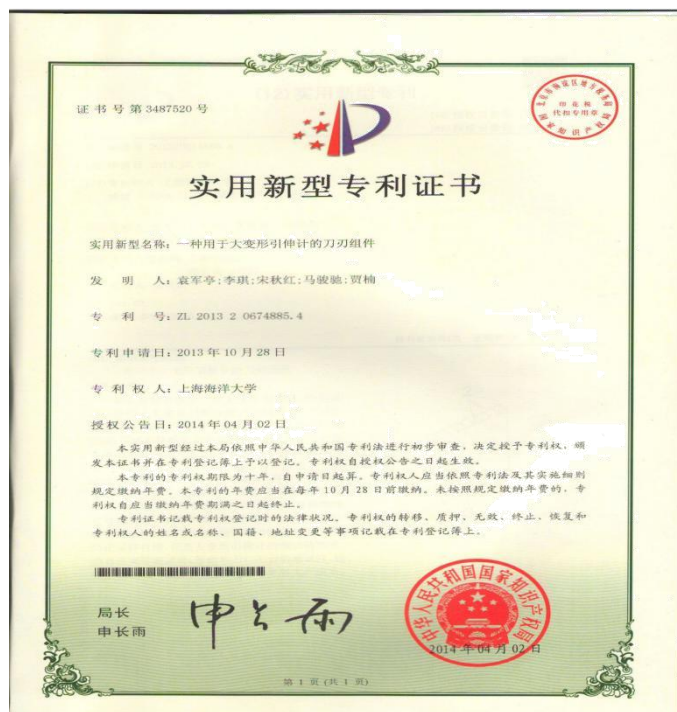 证书号第3487520号
印花税
代扣专用章
实用新型专利证书
实用新型名称：一种用于大变形引伸计的刀刃组件
发明人：袁军亭;李琪;宋秋红;马骏驰;贾楠
专利号：ZL 2013 2 0674885.4
专利申请日：2013年10月28日
专利权人：上海海洋大学
授权公告日：2014年04月02日
本实用新型经过本局依照中华人民共和国专利法进行初步审查，决定授予专利权，颁
发本证书并在专利登记簿上予以登记。专利权自授权公告之日起生效。
本专利的专利权期限为十年，自申请日起算。专利权人应当依照专利法及其实施细则
规定缴纳年费。本专利的年费应当在每年10月28日前缴纳。未按照规定缴纳年费的，专
利权自应当缴纳年费期满之日起终止。
专利证书记载专利权登记时的法律状况。专利权的转移、质押、无效、终止、恢复和
专利权人的姓名或名称、国籍、地址变更等事项记载在专利登记簿上。
局长
申长雨
申长雨
中华人民共和国国家知识产权局
2014年04月02日
第1页(共1页)